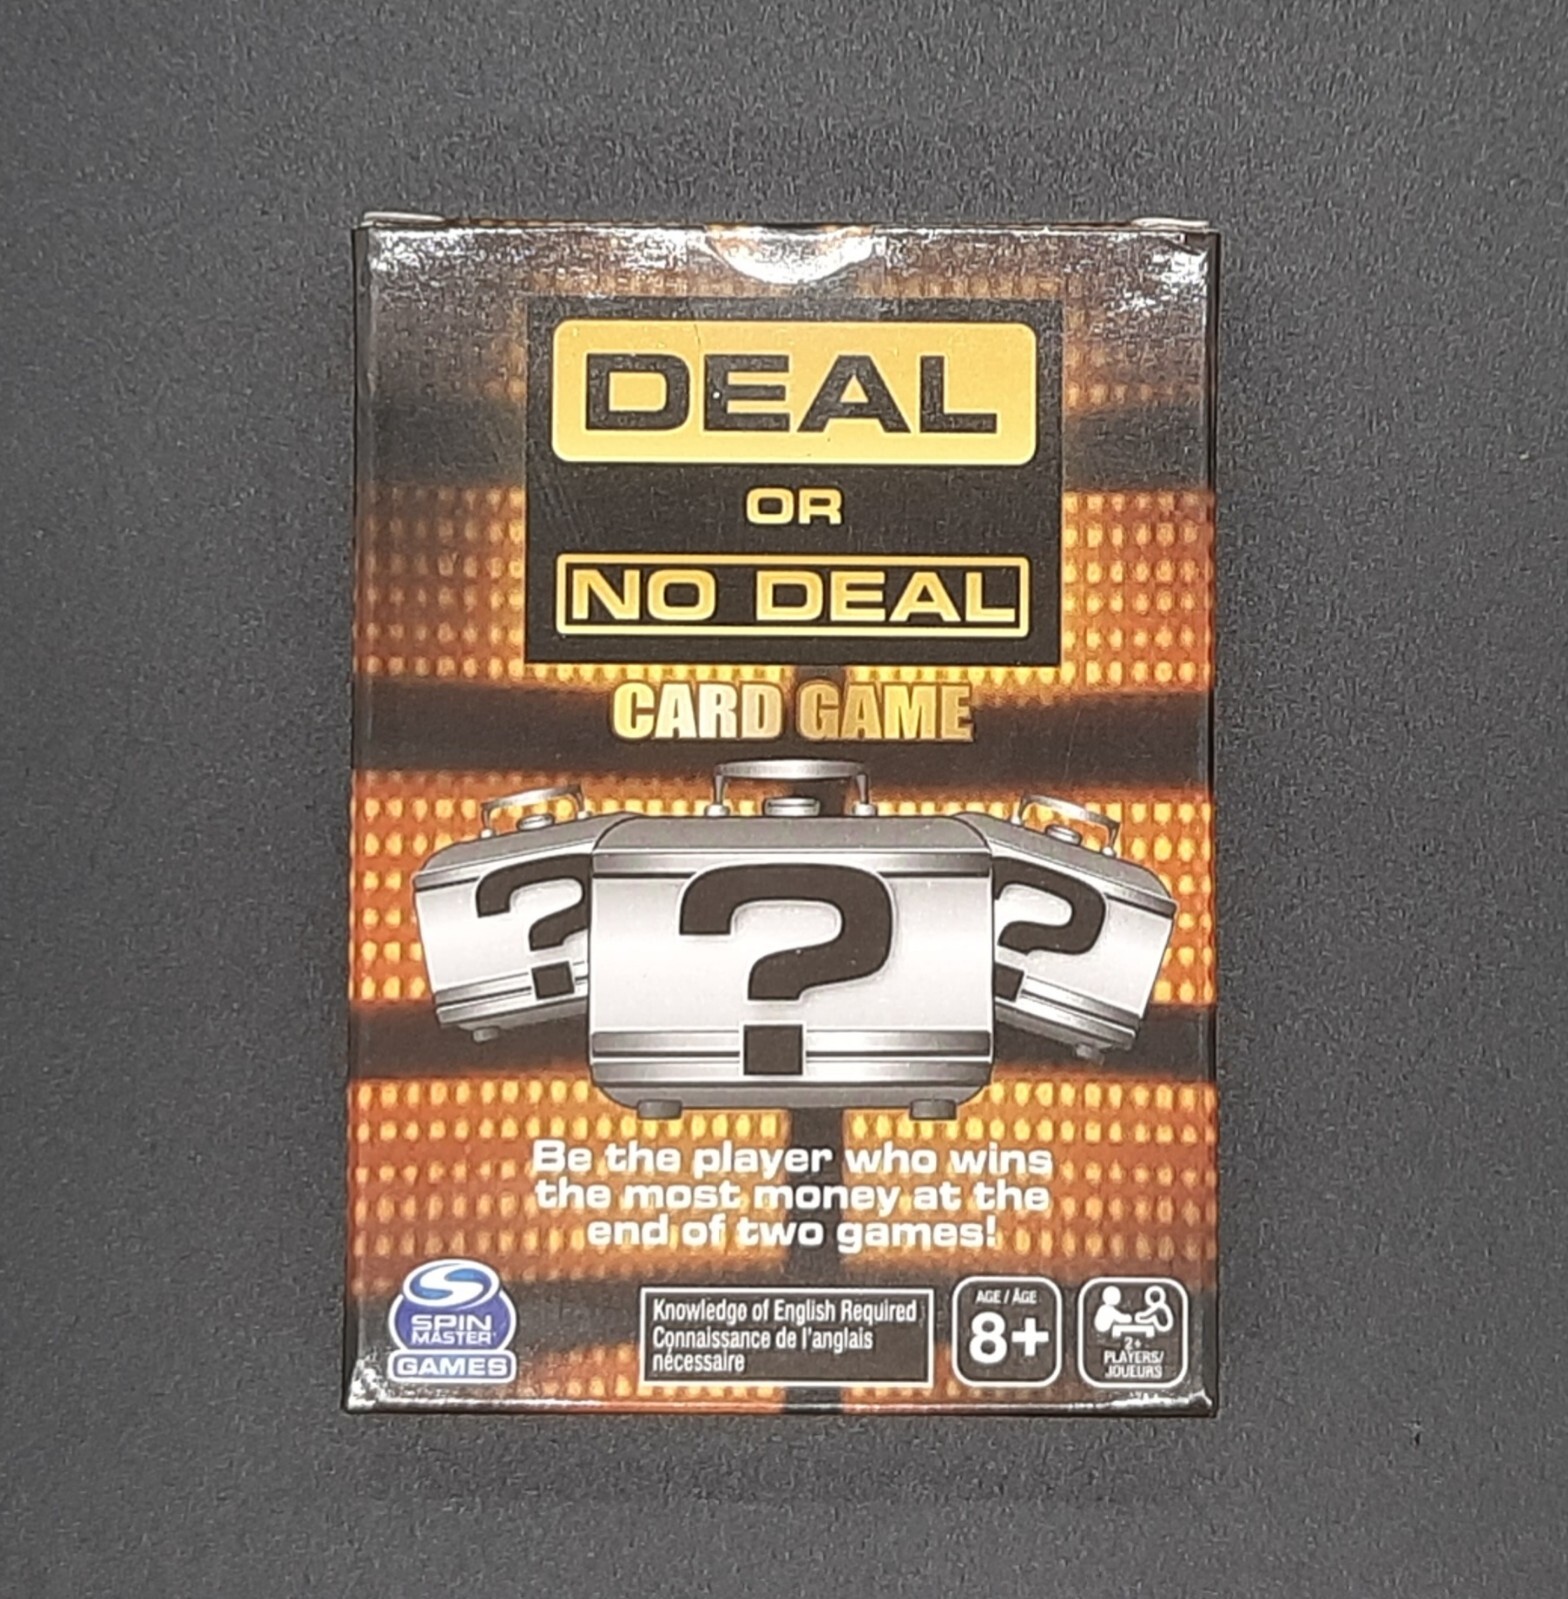 DEAL
OR
NO DEAL
CARD GAME
?
?
?
Be the player who wins
the most money at the
end of two games!
SPIN
MASTER
GAMES
Knowledge of English Required
Connaissance de l'anglais
nécessaire
AGE / ÂGE
8+
2+
PLAYERS/
JOUEURS